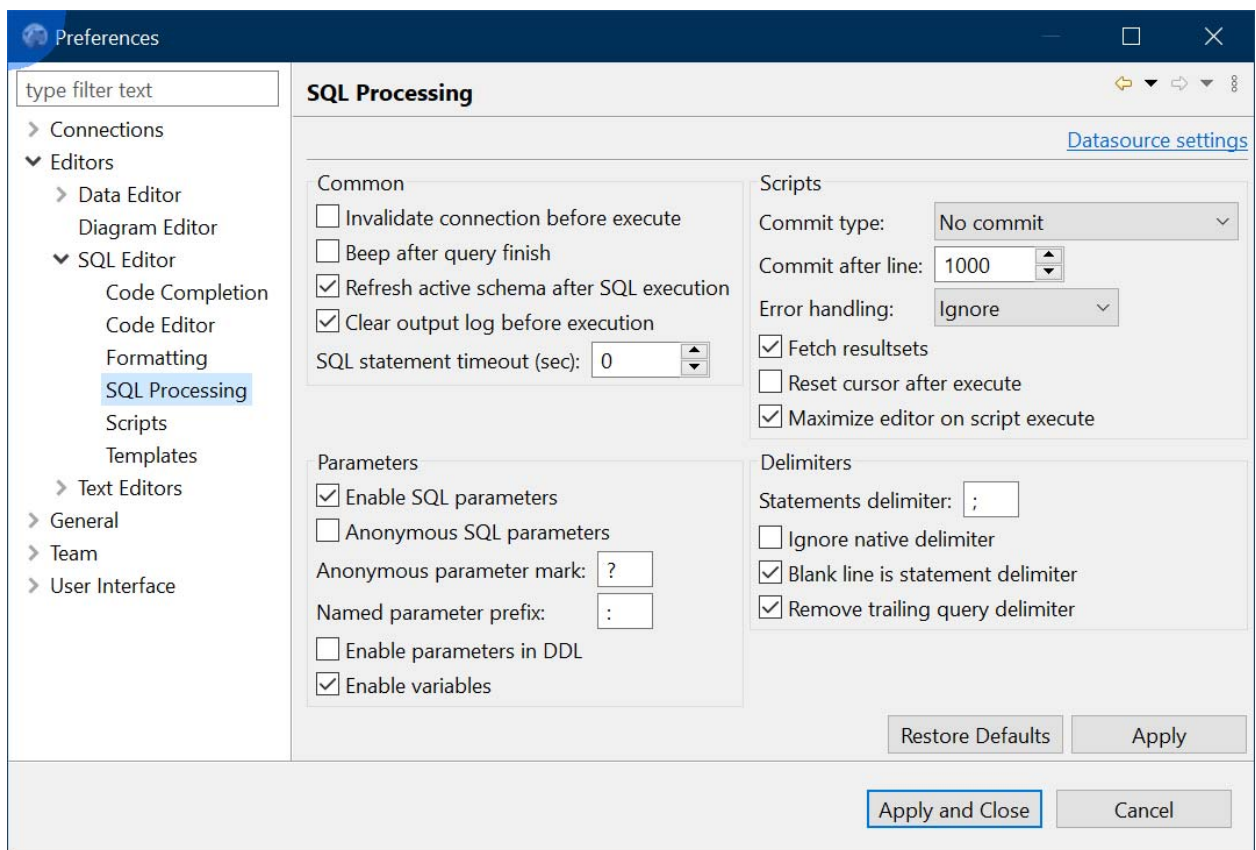 Preferences
type filter text
Connections
Editors
Data Editor
Diagram Editor
SQL Editor
Code Completion
Code Editor
Formatting
SQL Processing
Scripts
Templates
Text Editors
General
Team
User Interface
SQL Processing
Datasource settings
Common
Invalidate connection before execute
Beep after query finish
Refresh active schema after SQL execution
Clear output log before execution
SQL statement timeout (sec): 0
Scripts
Commit type: No commit
Commit after line: 1000
Error handling: Ignore
Fetch resultsets
Reset cursor after execute
Maximize editor on script execute
Parameters
Enable SQL parameters
Anonymous SQL parameters
Anonymous parameter mark: ?
Named parameter prefix: :
Enable parameters in DDL
Enable variables
Delimiters
Statements delimiter: ;
Ignore native delimiter
Blank line is statement delimiter
Remove trailing query delimiter
Restore Defaults Apply
Apply and Close Cancel